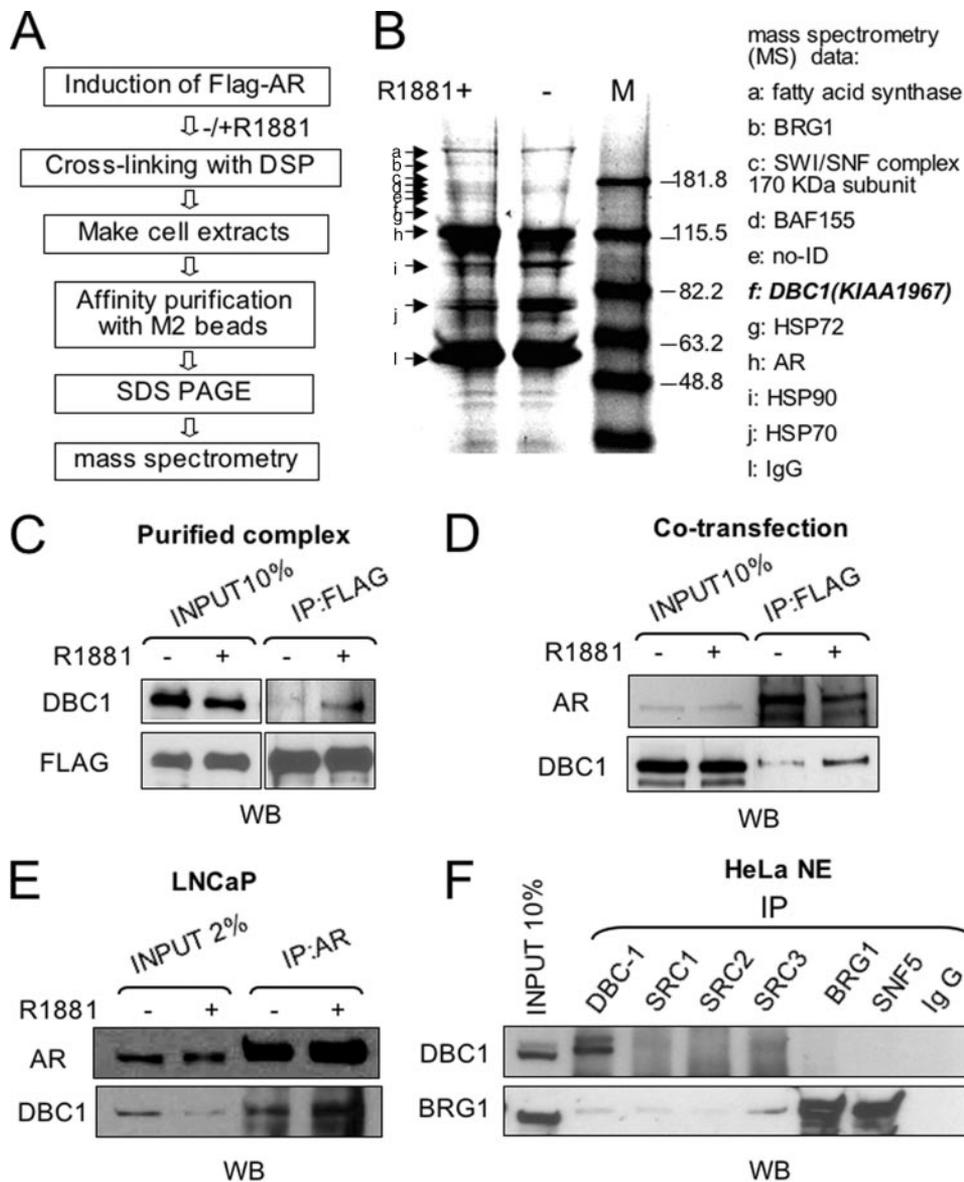 A
Induction of Flag-AR
-/+R1881
Cross-linking with DSP
Make cell extracts
Affinity purification
with M2 beads
SDS PAGE
mass spectrometry
B
R1881 + - M
a
b
c
d
e
f
g
h
i
j
l
181.8
115.5
82.2
63.2
48.8
mass spectrometry
(MS) data:
a: fatty acid synthase
b: BRG1
c: SWI/SNF complex
170 KDa subunit
d: BAF155
e: no-ID
f: DBC1(KIAA1967)
g: HSP72
h: AR
i: HSP90
j: HSP70
l: IgG
C
Purified complex
INPUT10% IP:FLAG
R1881 - + - +
DBC1
FLAG
WB
D
Co-transfection
INPUT10% IP:FLAG
R1881 - + - +
AR
DBC1
WB
E
LNCaP
INPUT 2% IP:AR
R1881 - + - +
AR
DBC1
WB
F
HeLa NE
IP
INPUT 10% DBC-1 SRC1 SRC2 SRC3 BRG1 SNF5 Ig G
DBC1
BRG1
WB